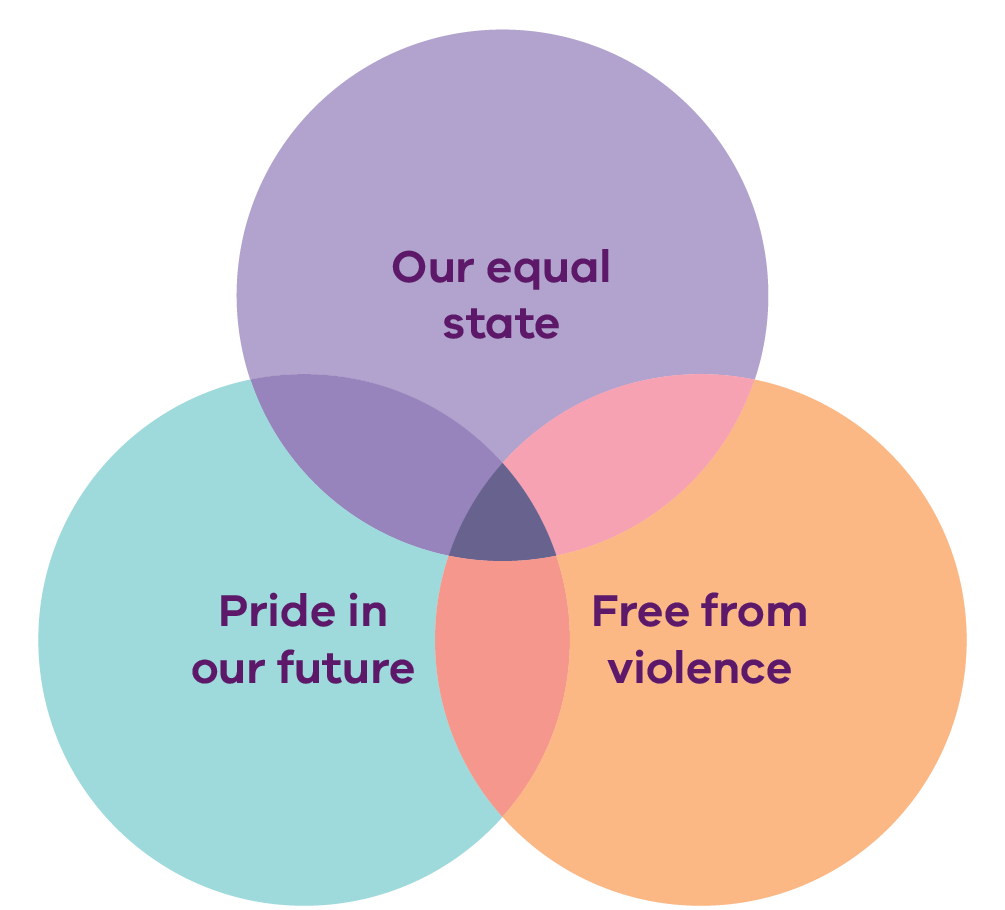 Our equal
state
Pride in
our future
Free from
violence